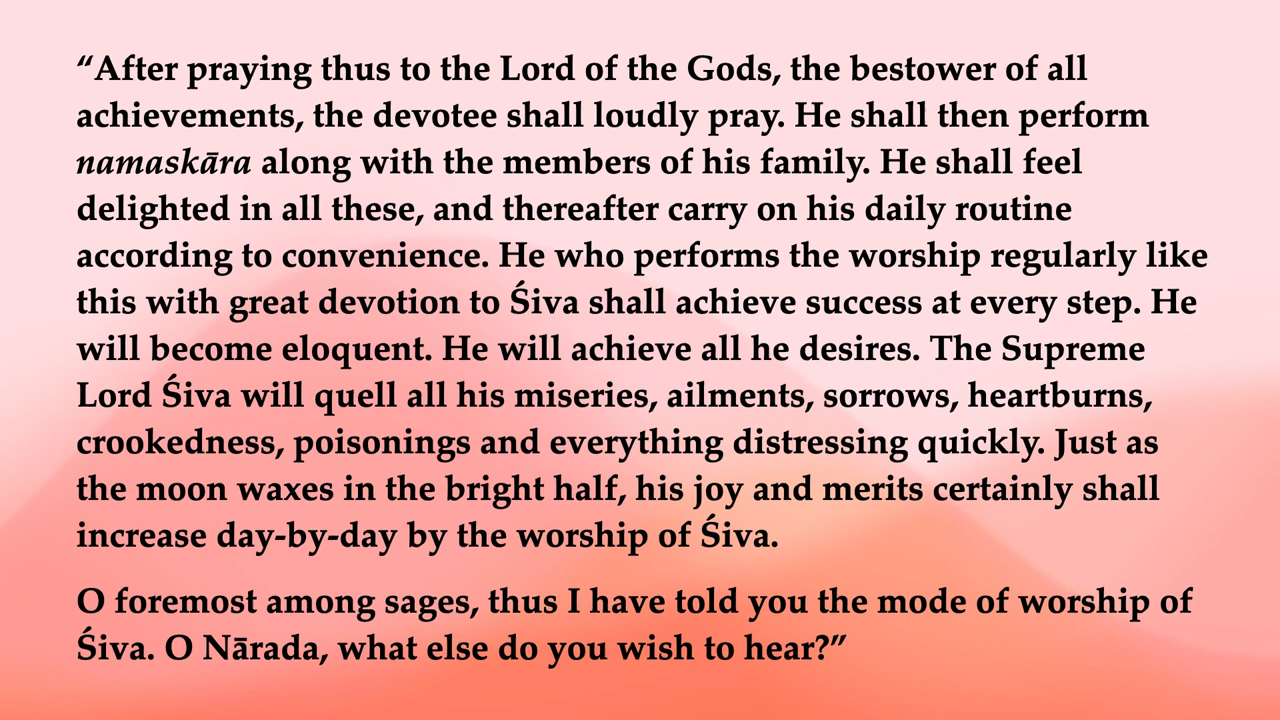 “After praying thus to the Lord of the Gods, the bestower of all
achievements, the devotee shall loudly pray. He shall then perform
namaskāra along with the members of his family. He shall feel
delighted in all these, and thereafter carry on his daily routine
according to convenience. He who performs the worship regularly like
this with great devotion to Śiva shall achieve success at every step. He
will become eloquent. He will achieve all he desires. The Supreme
Lord Śiva will quell all his miseries, ailments, sorrows, heartburns,
crookedness, poisonings and everything distressing quickly. Just as
the moon waxes in the bright half, his joy and merits certainly shall
increase day-by-day by the worship of Śiva.
O foremost among sages, thus I have told you the mode of worship of
Śiva. O Nārada, what else do you wish to hear?”